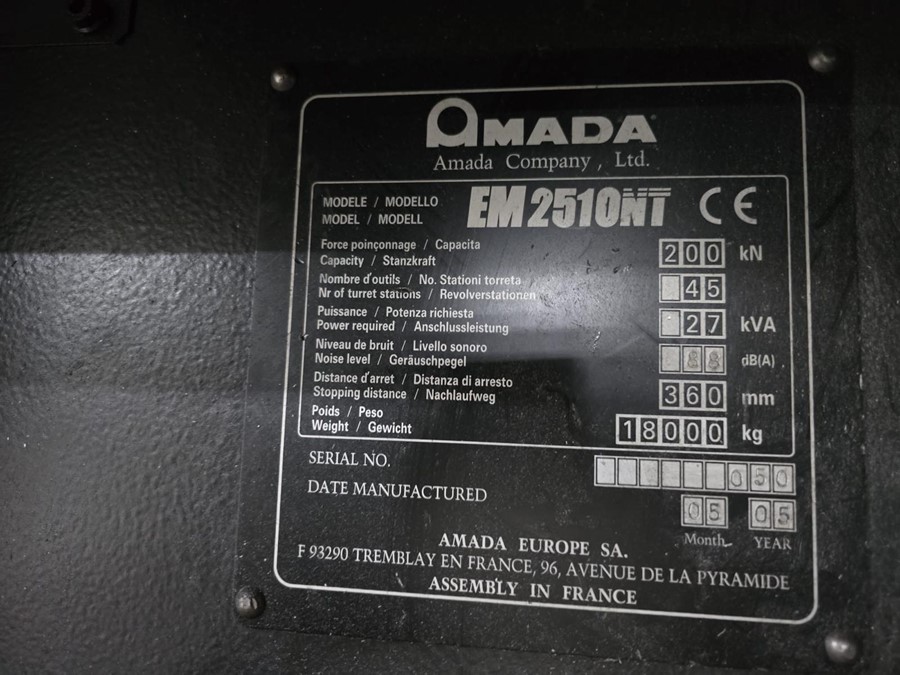 AMADA®
Amada Company, Ltd.
MODELE / MODELLO
MODEL / MODELL
EM2510NT CE
Force poinçonnage / Capacita
Capacity / Stanzkraft
200 kN
Nombre d'outils / No. Stationi torreta
Nr of turret stations / Revolverstationen
45
Puissance / Potenza richiesta
Power required / Anschlussleistung
27 kVA
Niveau de bruit / Livello sonoro
Noise level / Geräuschpegel
88 dB(A)
Distance d'arret / Distanza di arresto
Stopping distance / Nachlaufweg
360 mm
Poids / Peso
Weight / Gewicht
18000 kg
SERIAL NO.
050
DATE MANUFACTURED
05 05
Month YEAR
AMADA EUROPE SA.
F 93290 TREMBLAY EN FRANCE, 96, AVENUE DE LA PYRAMIDE
ASSEMBLY IN FRANCE